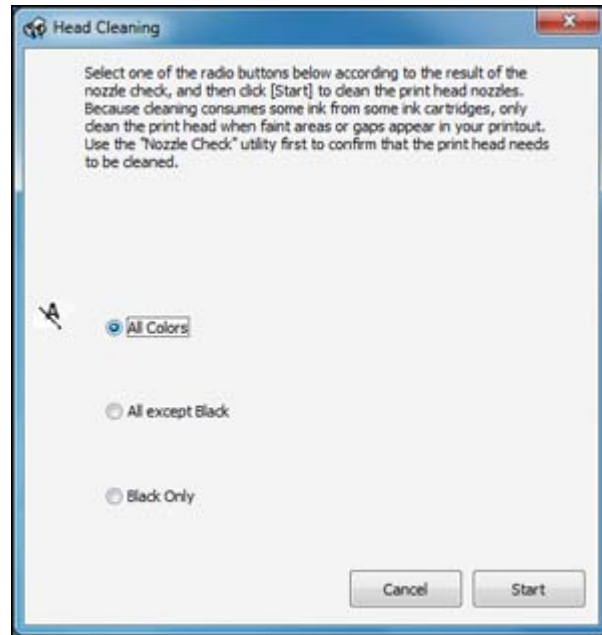 Head Cleaning
Select one of the radio buttons below according to the result of the
nozzle check, and then click [Start] to clean the print head nozzles.
Because cleaning consumes some ink from some ink cartridges, only
clean the print head when faint areas or gaps appear in your printout.
Use the "Nozzle Check" utility first to confirm that the print head needs
to be cleaned.
A
All Colors
All except Black
Black Only
Cancel
Start